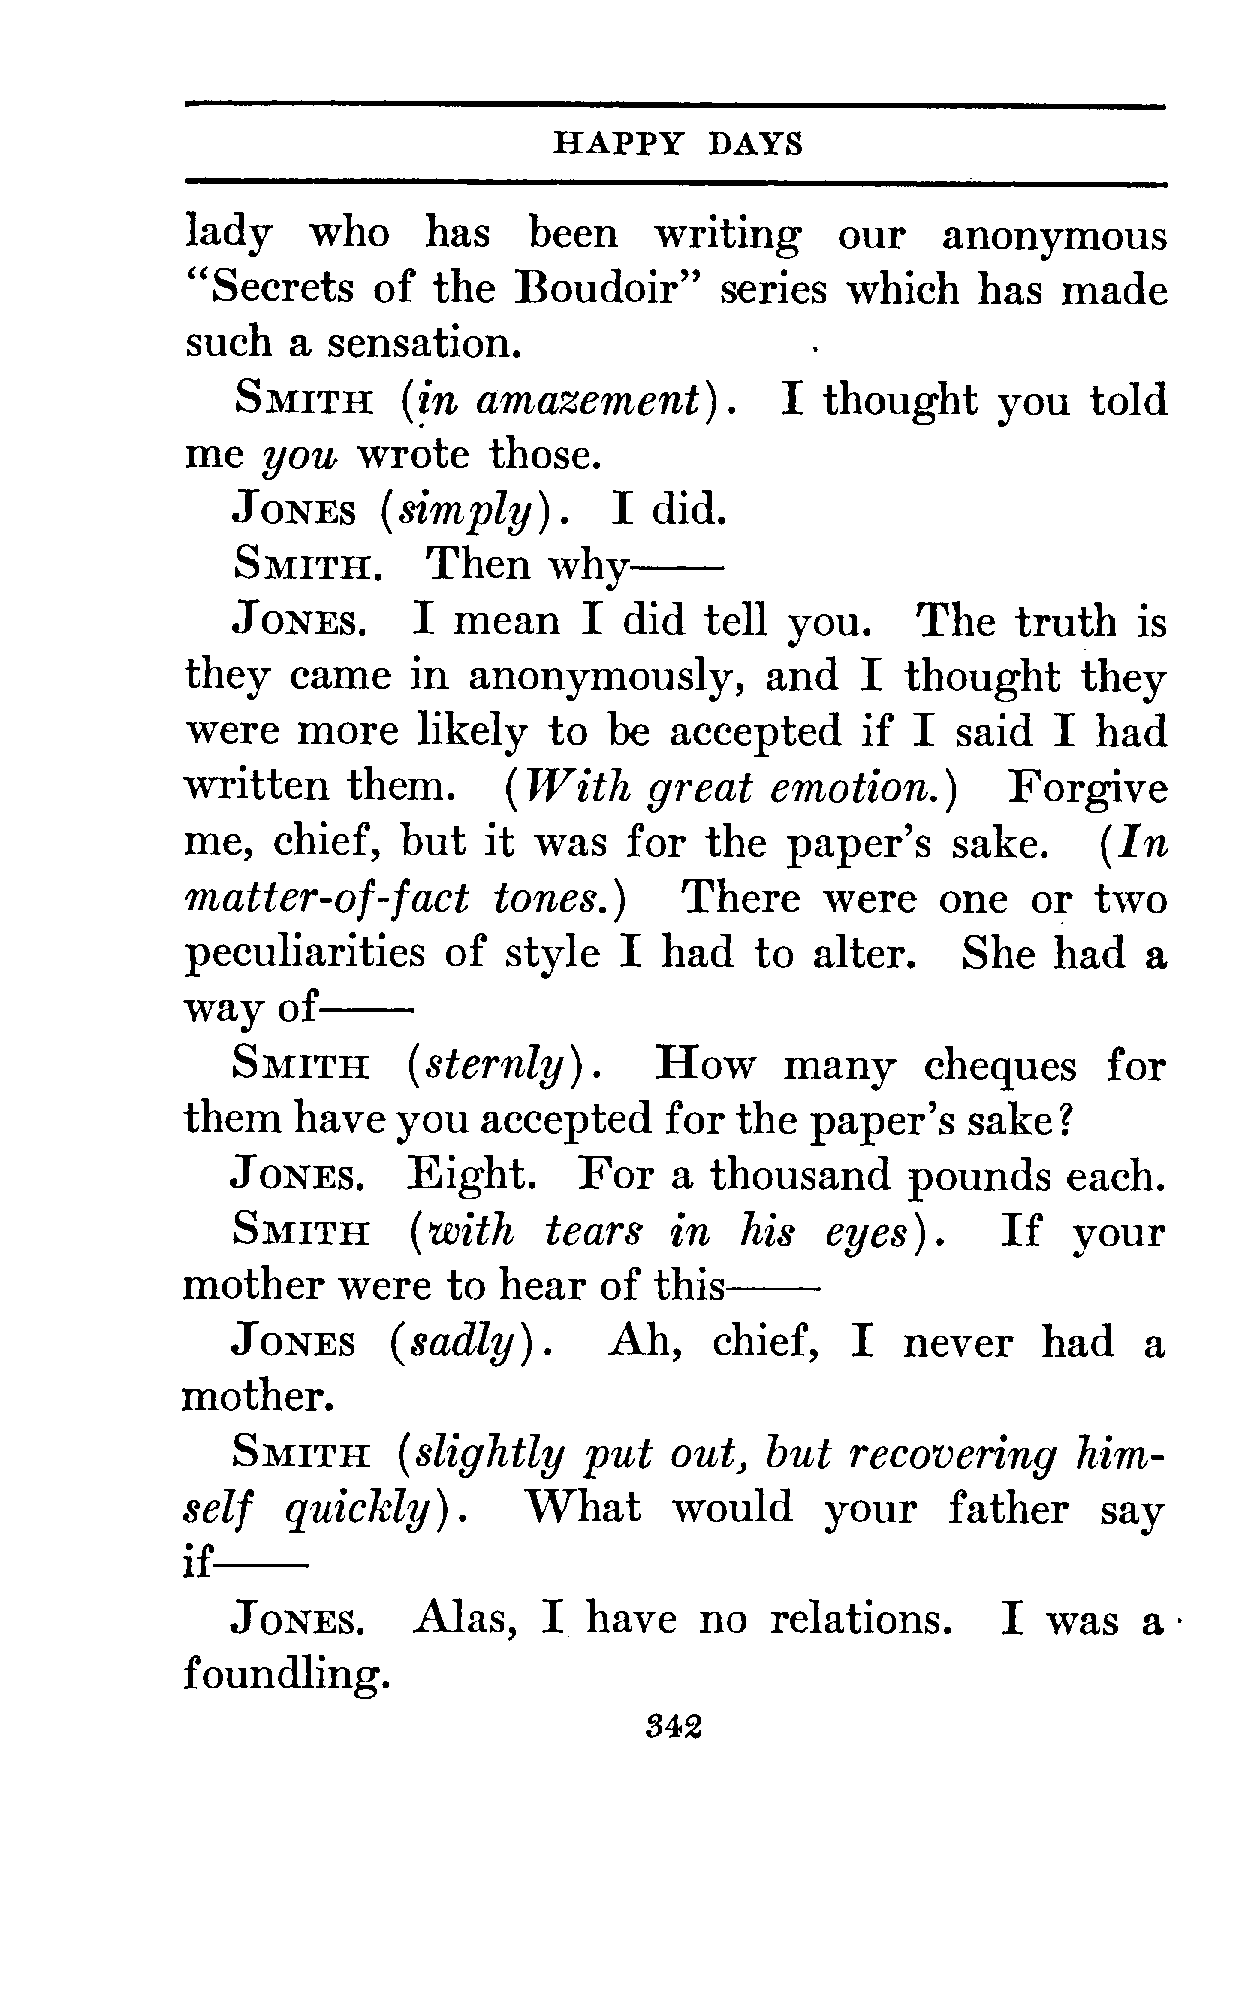 HAPPY DAYS
lady who has been writing our anonymous
“Secrets of the Boudoir” series which has made
such a sensation.
SMITH (in amazement). I thought you told
me you wrote those.
JONES (simply). I did.
SMITH. Then why——
JONES. I mean I did tell you. The truth is
they came in anonymously, and I thought they
were more likely to be accepted if I said I had
written them. (With great emotion.) Forgive
me, chief, but it was for the paper’s sake. (In
matter-of-fact tones.) There were one or two
peculiarities of style I had to alter. She had a
way of——
SMITH (sternly). How many cheques for
them have you accepted for the paper’s sake?
JONES. Eight. For a thousand pounds each.
SMITH (with tears in his eyes). If your
mother were to hear of this——
JONES (sadly). Ah, chief, I never had a
mother.
SMITH (slightly put out, but recovering him-
self quickly). What would your father say
if——
JONES. Alas, I have no relations. I was a
foundling.
342